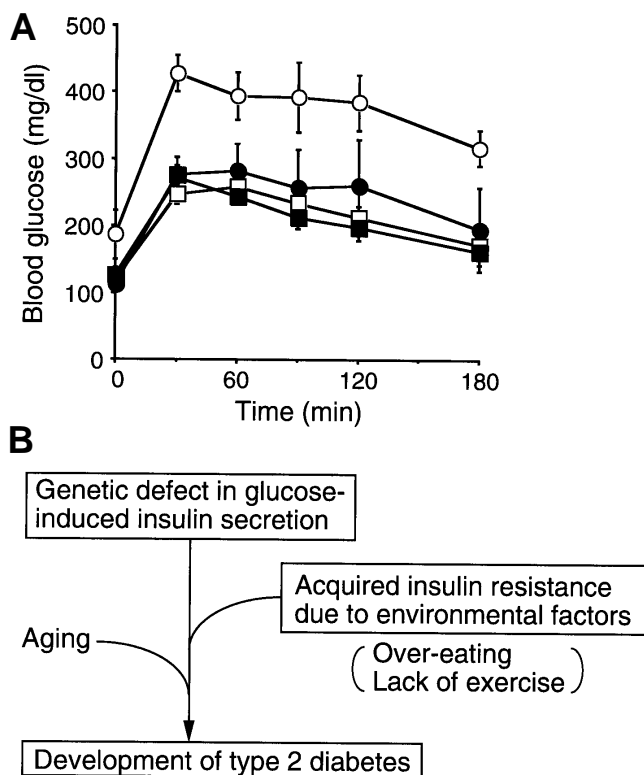 A
Blood glucose (mg/dl)
500
400
300
200
100
0
0
60
120
180
Time (min)
B
Genetic defect in glucose-
induced insulin secretion
Acquired insulin resistance
due to environmental factors
Aging
(Over-eating
Lack of exercise)
Development of type 2 diabetes